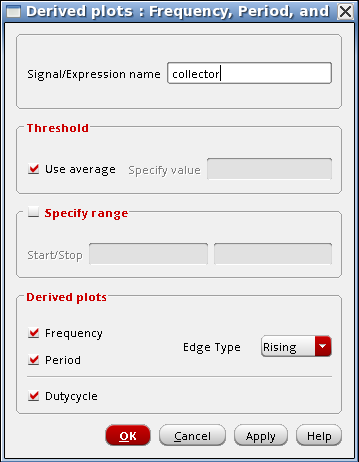 Derived plots : Frequency, Period, and
Signal/Expression name collector
Threshold
Use average Specify value
Specify range
Start/Stop
Derived plots
Frequency
Edge Type Rising
Period
Dutycycle
OK Cancel Apply Help